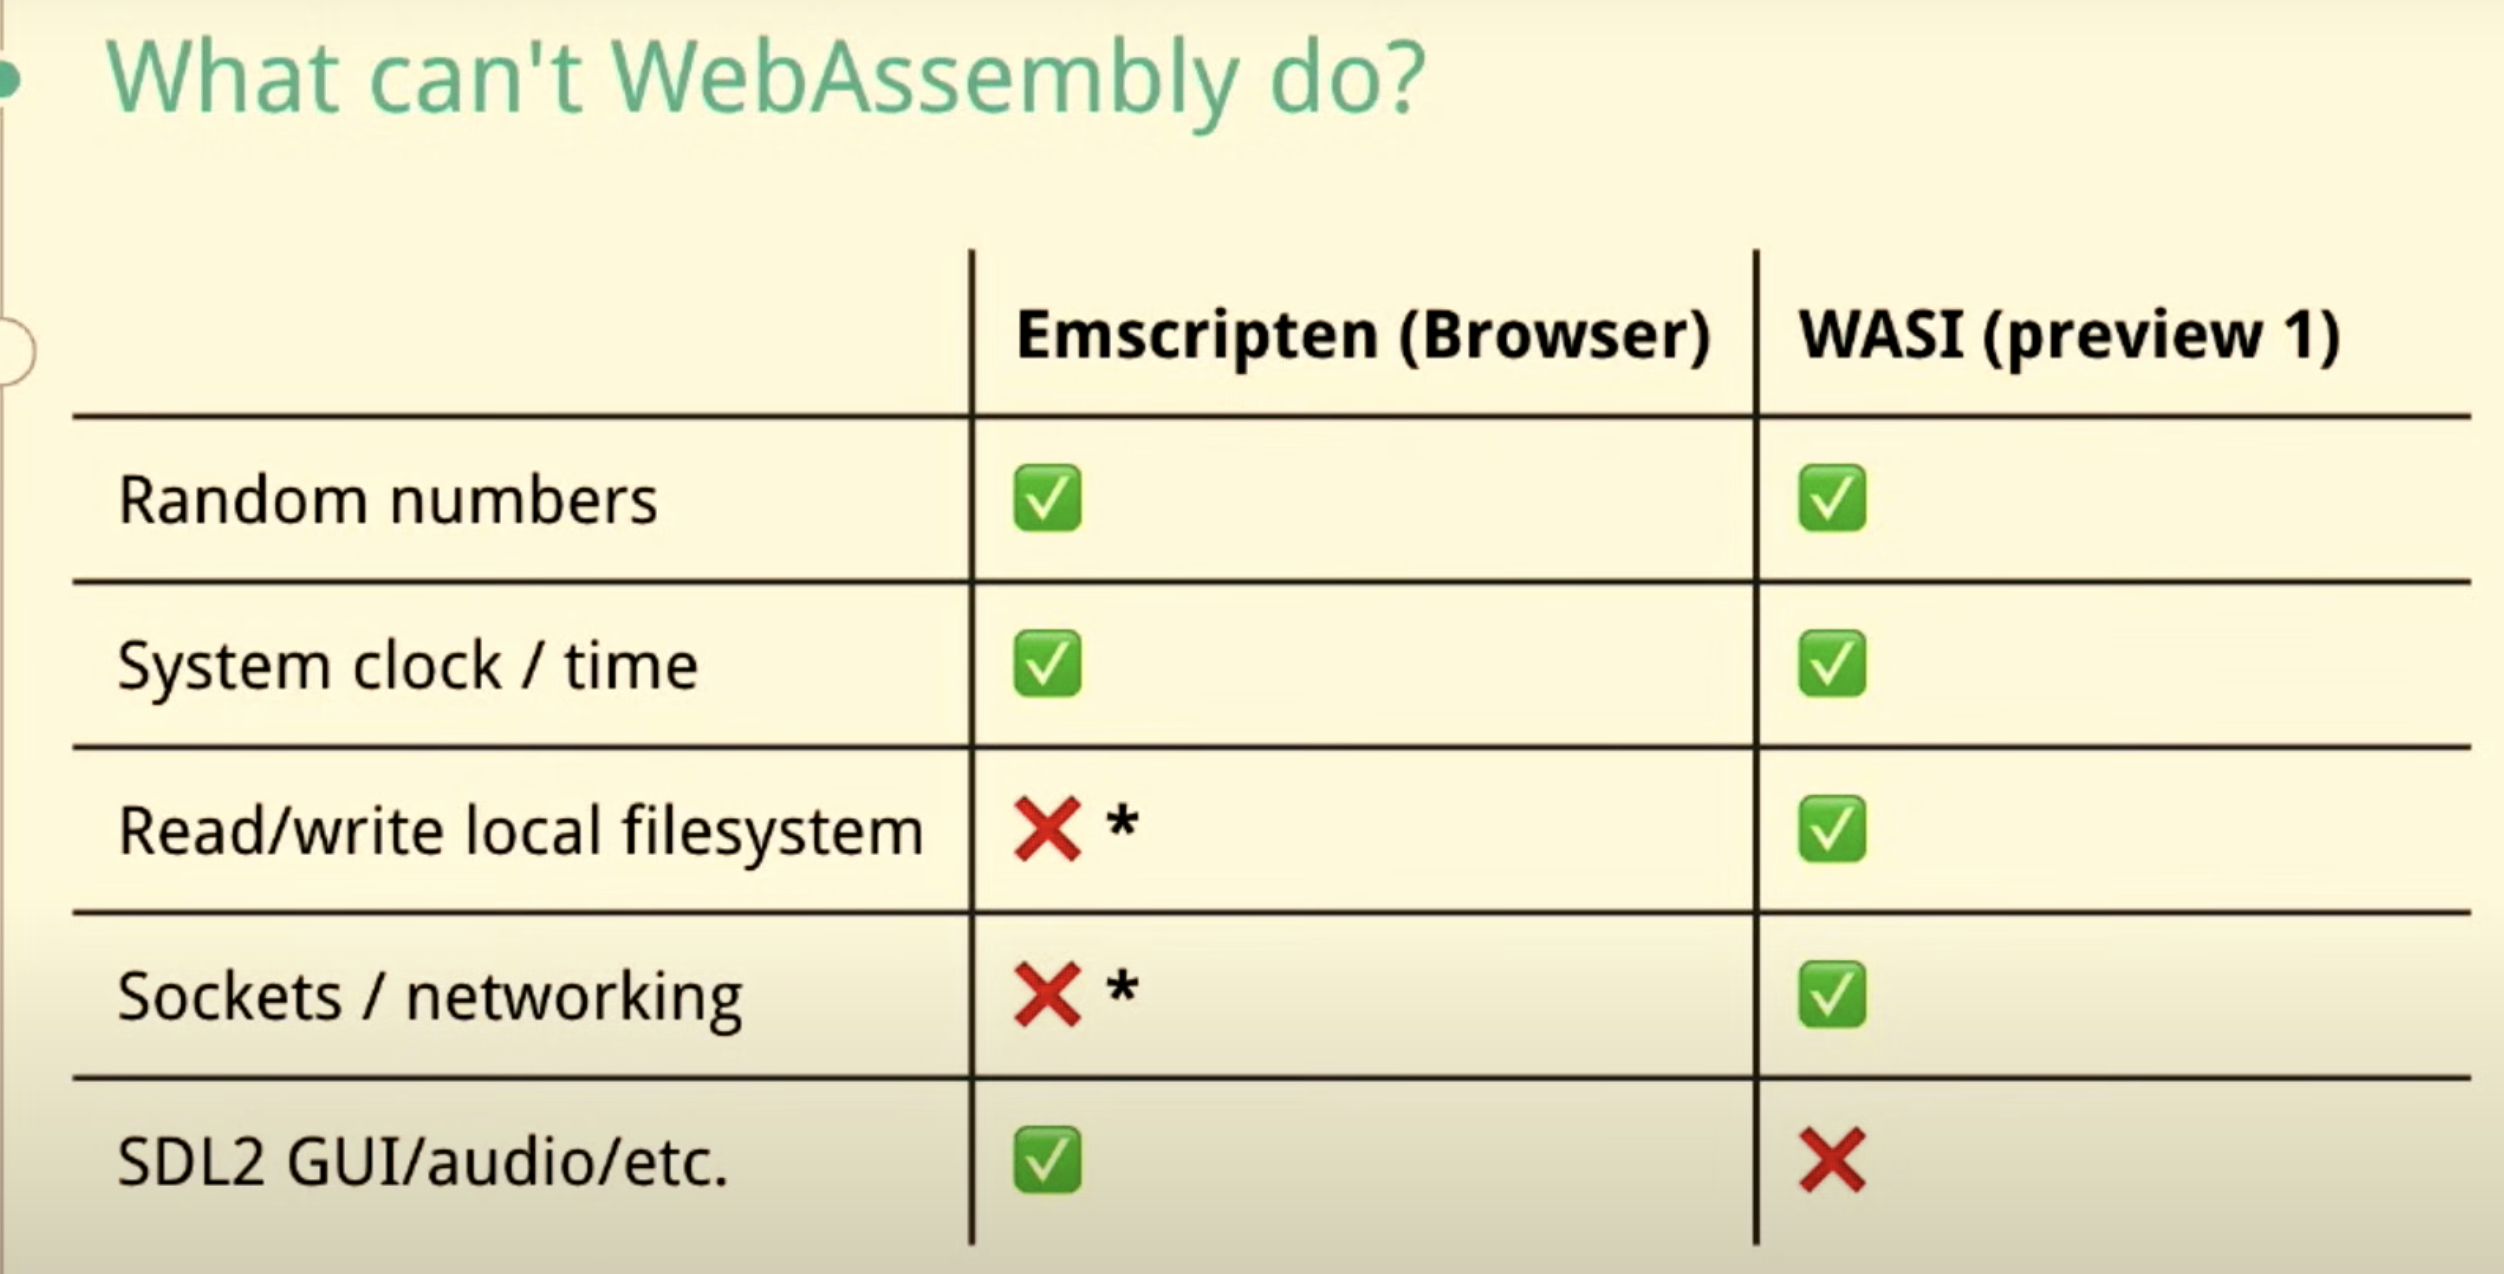 What can't WebAssembly do?
Emscripten (Browser) WASI (preview 1)
Random numbers ✅ ✅
System clock / time ✅ ✅
Read/write local filesystem ❌ * ✅
Sockets / networking ❌ * ✅
SDL2 GUI/audio/etc. ✅ ❌